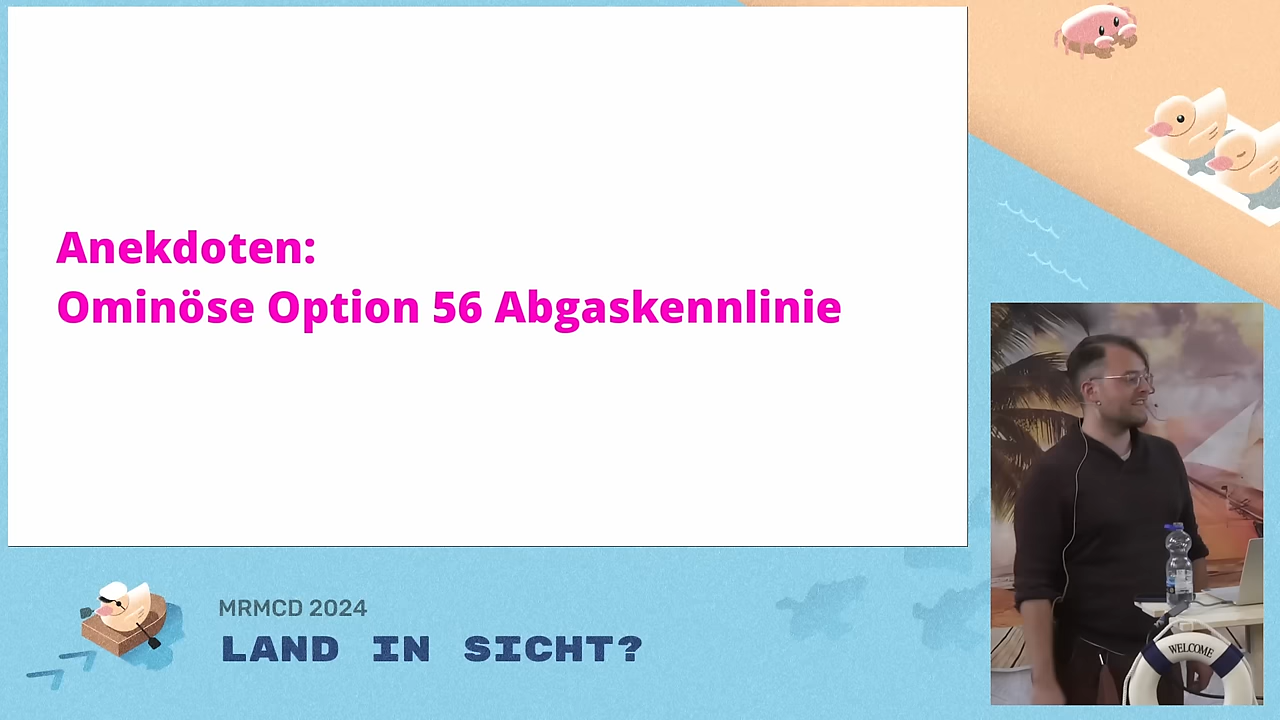 Anekdoten:
Ominöse Option 56 Abgaskennlinie
MRMCD 2024
LAND IN SICHT?
WELCOME